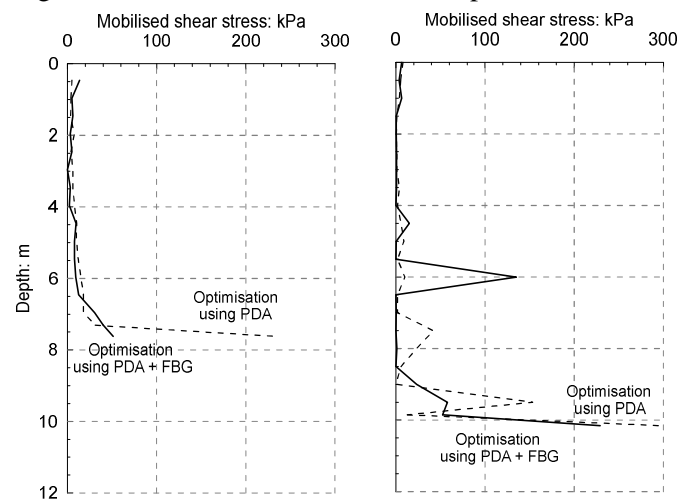 Mobilised shear stress: kPa
0 100 200 300
0
2
4
6
8
10
12
Depth: m
Optimisation
using PDA
Optimisation
using PDA + FBG
Mobilised shear stress: kPa
0 100 200 300
Optimisation
using PDA
Optimisation
using PDA + FBG